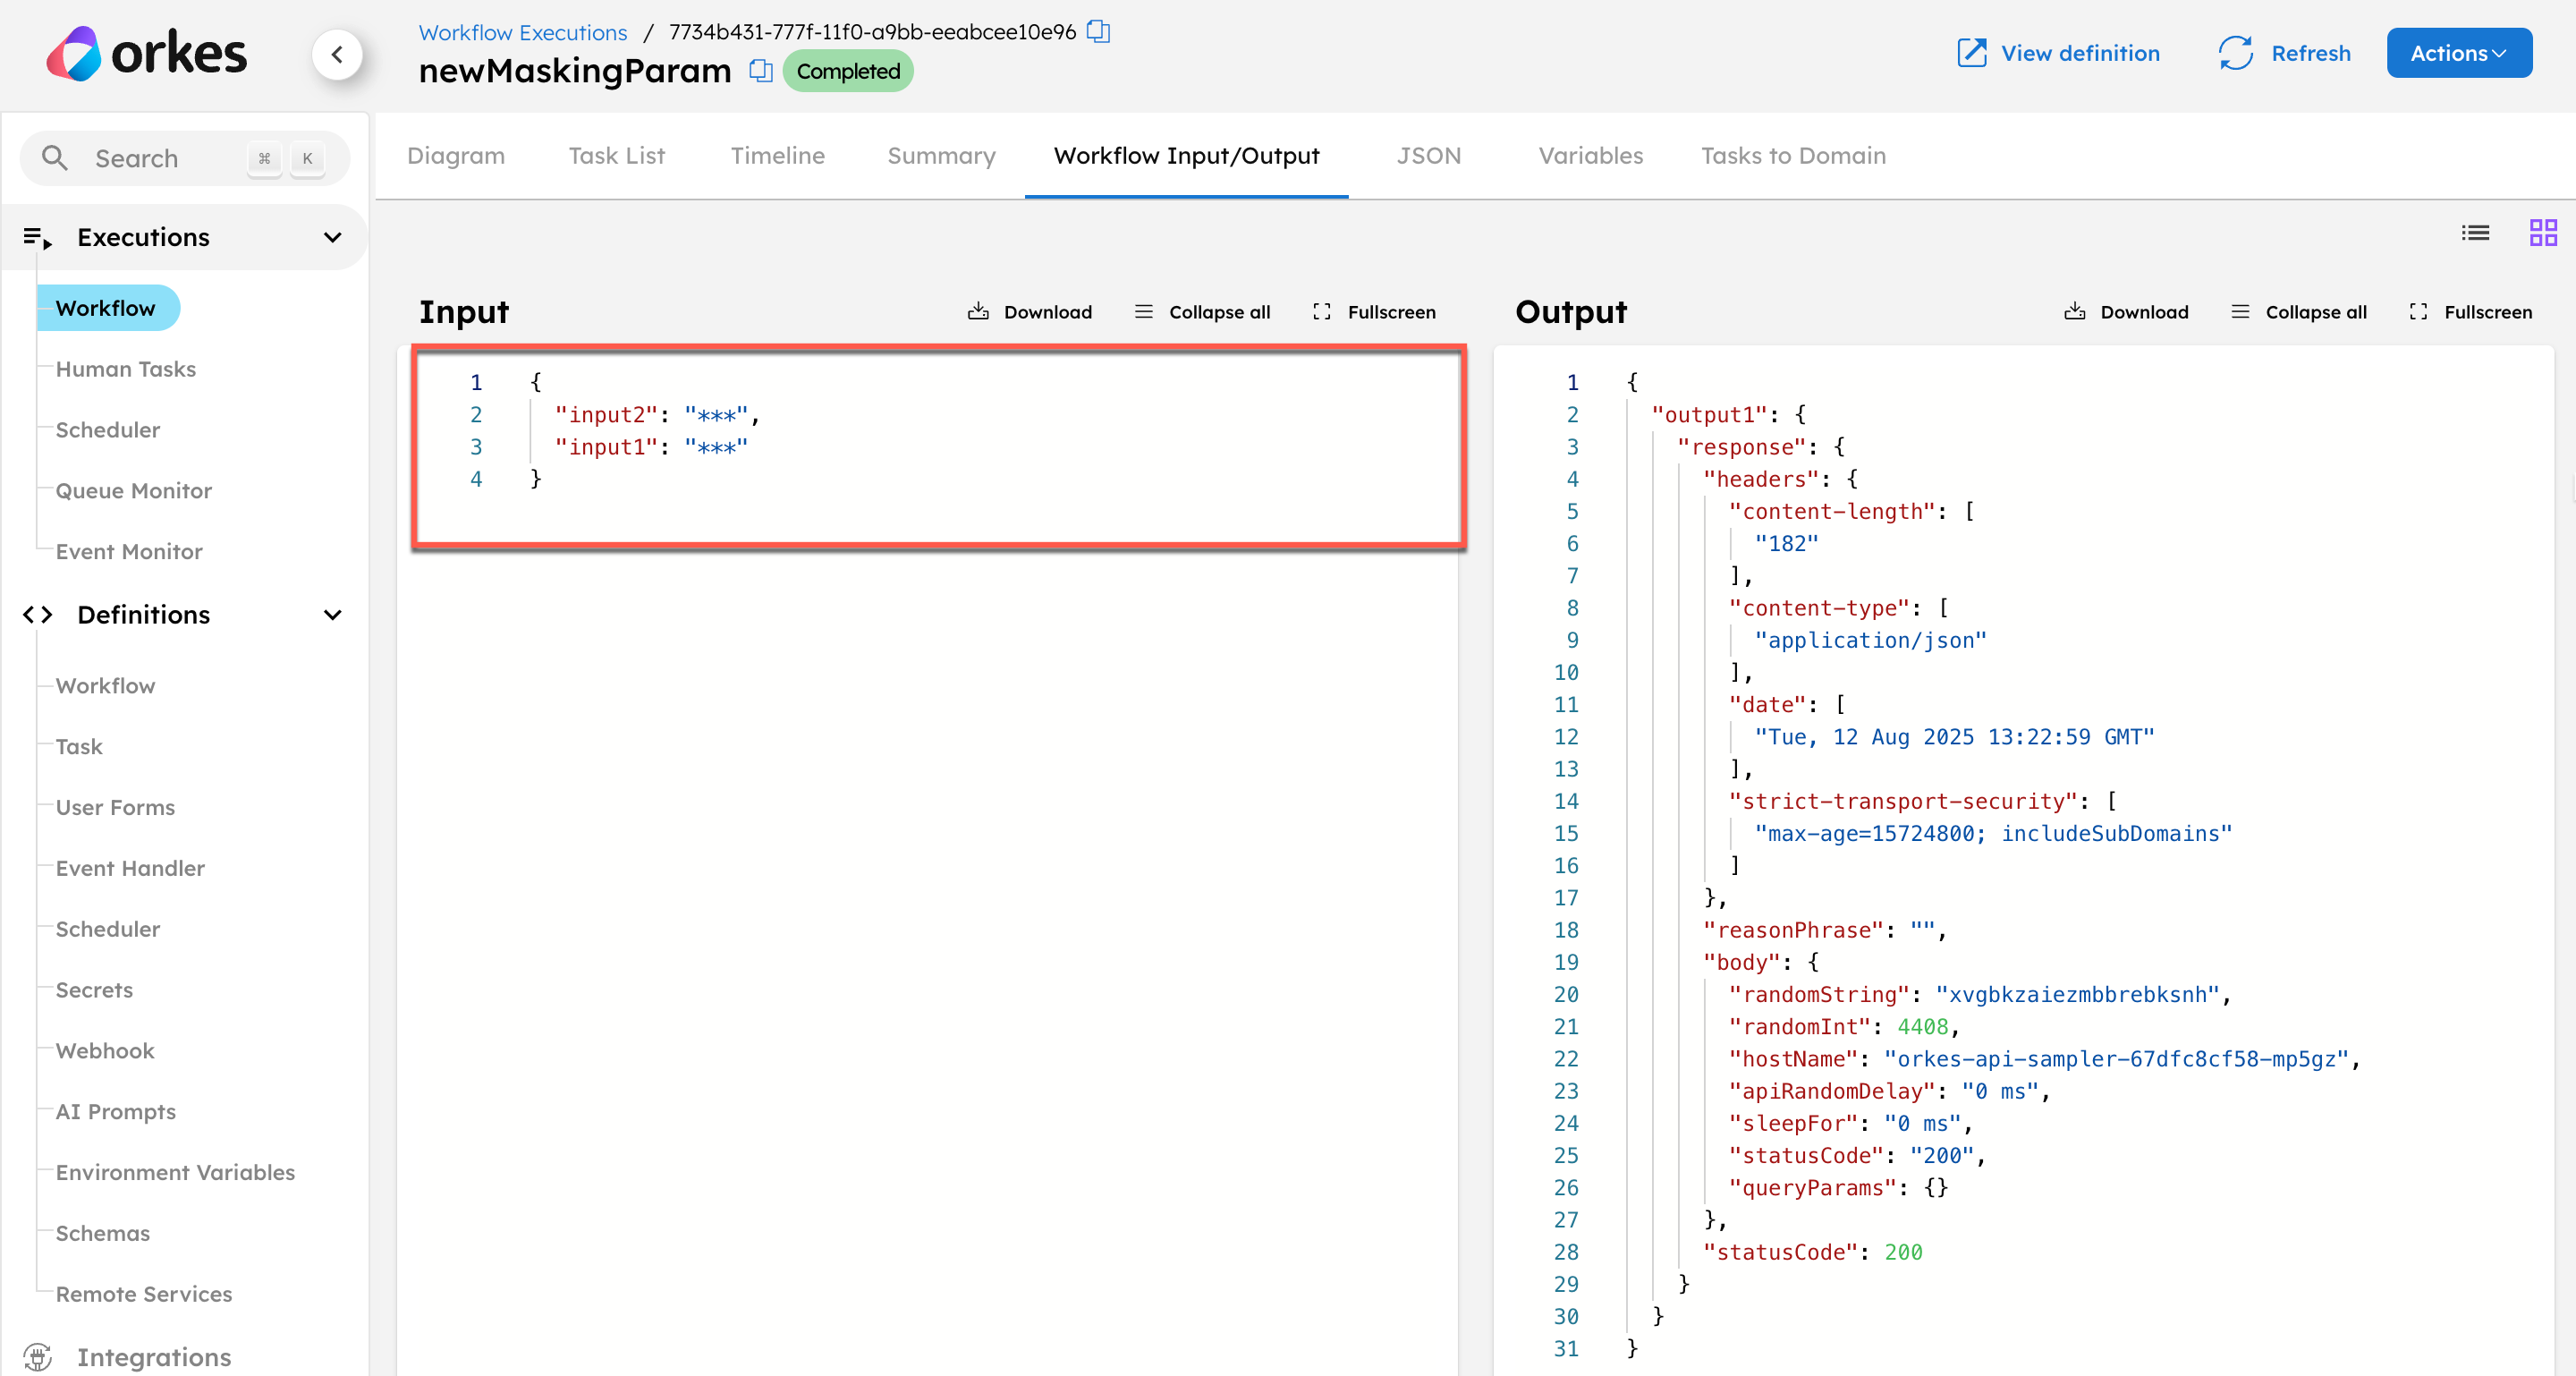 orkes
Workflow Executions / 7734b431-777f-11f0-a9bb-eeabcee10e96
newMaskingParam Completed
View definition
Refresh
Actions
Search ⌘ K
Diagram Task List Timeline Summary Workflow Input/Output JSON Variables Tasks to Domain
Executions
Workflow
Human Tasks
Scheduler
Queue Monitor
Event Monitor
Definitions
Workflow
Task
User Forms
Event Handler
Scheduler
Secrets
Webhook
AI Prompts
Environment Variables
Schemas
Remote Services
Integrations
Input Download Collapse all Fullscreen
1 {
2 "input2": "***",
3 "input1": "***"
4 }
Output Download Collapse all Fullscreen
1 {
2 "output1": {
3 "response": {
4 "headers": {
5 "content-length": [
6 "182"
7 ],
8 "content-type": [
9 "application/json"
10 ],
11 "date": [
12 "Tue, 12 Aug 2025 13:22:59 GMT"
13 ],
14 "strict-transport-security": [
15 "max-age=15724800; includeSubDomains"
16 ]
17 },
18 "reasonPhrase": "",
19 "body": {
20 "randomString": "xvgbkzaiezmbbrebksnh",
21 "randomInt": 4408,
22 "hostName": "orkes-api-sampler-67dfc8cf58-mp5gz",
23 "apiRandomDelay": "0 ms",
24 "sleepFor": "0 ms",
25 "statusCode": "200",
26 "queryParams": {}
27 },
28 "statusCode": 200
29 }
30 }
31 }